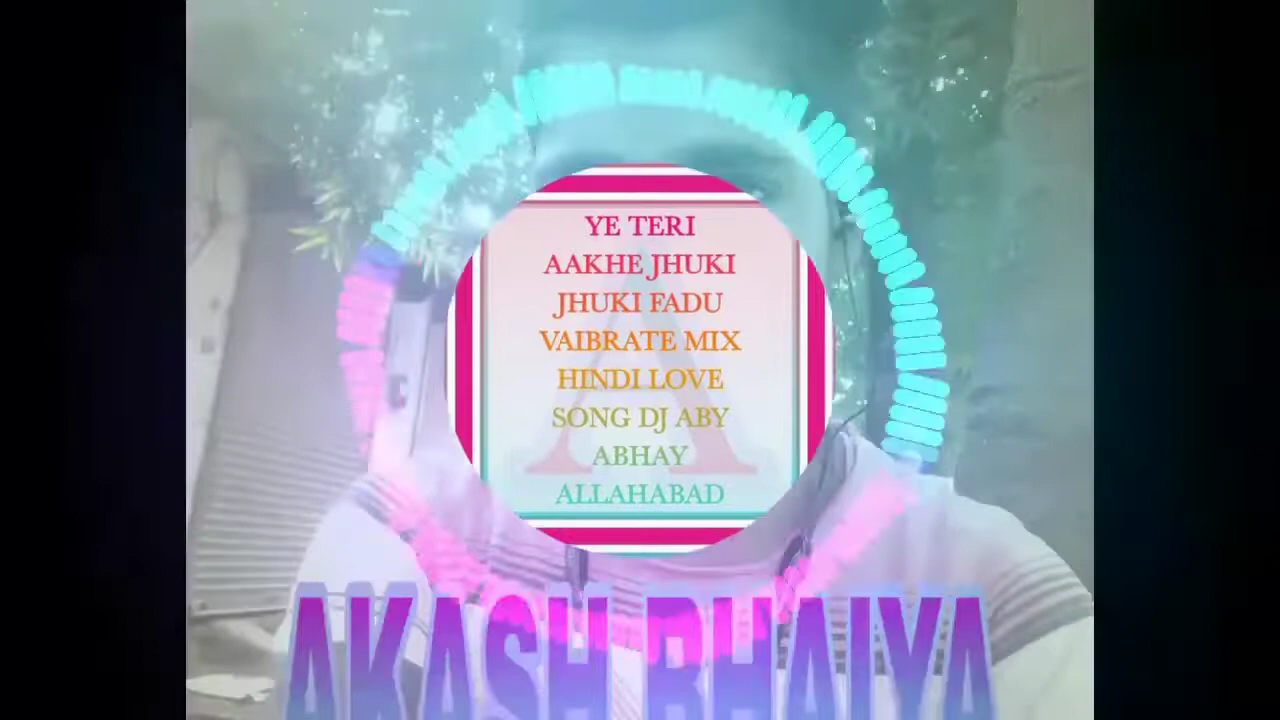 YE TERI
AAKHE JHUKI
JHUKI FADU
VAIBRATE MIX
HINDI LOVE
SONG DJ ABY
ABHAY
ALLAHABAD
AKASH BHAIYA